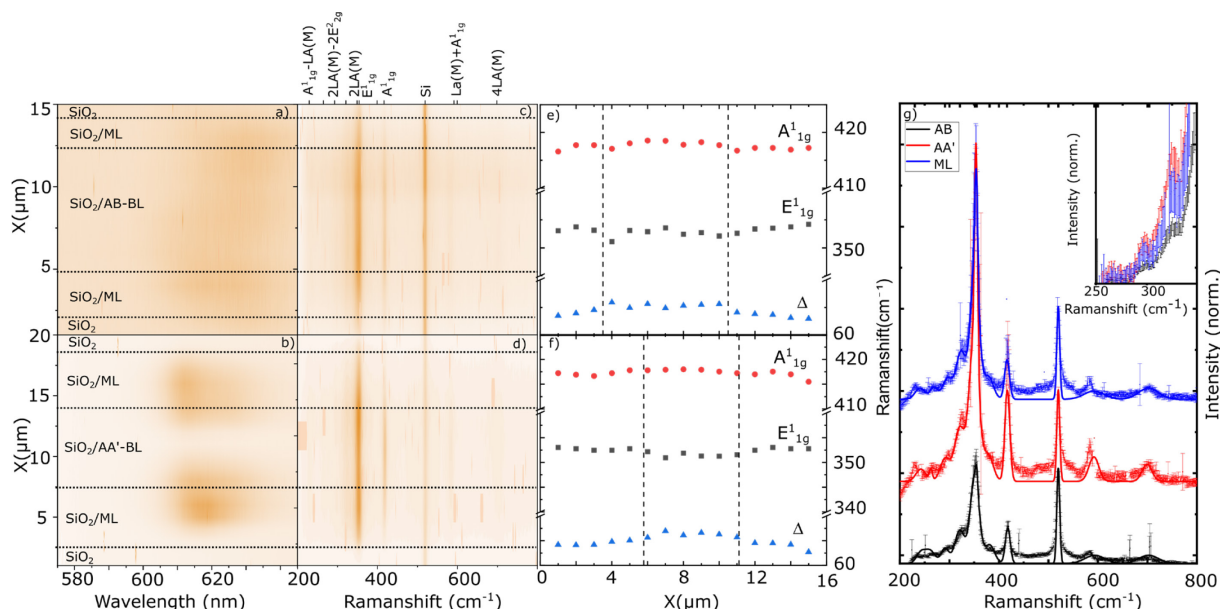 A¹₁g-LA(M)
2LA(M)-2E²₂g
2LA(M)
E¹₁g
A¹₁g
Si
La(M)+A¹₁g
4LA(M)
15
10
5
20
15
10
5
X(μm)
X(μm)
SiO₂
a)
SiO₂/ML
SiO₂/AB-BL
SiO₂/ML
SiO₂
SiO₂
b)
SiO₂/ML
SiO₂/AA'-BL
SiO₂/ML
SiO₂
580 600 620
Wavelength (nm)
c)
d)
200 400 600
Ramanshift (cm⁻¹)
e)
A¹₁g
E¹₁g
Δ
420
410
350
60
f)
A¹₁g
E¹₁g
Δ
420
410
350
340
60
0 2 4 6 8 10 12 14 16
X(μm)
Ramanshift(cm⁻¹)
g)
AB
AA'
ML
Intensity (norm.)
250 300
Ramanshift (cm⁻¹)
Intensity (norm.)
200 400 600 800
Ramanshift (cm⁻¹)